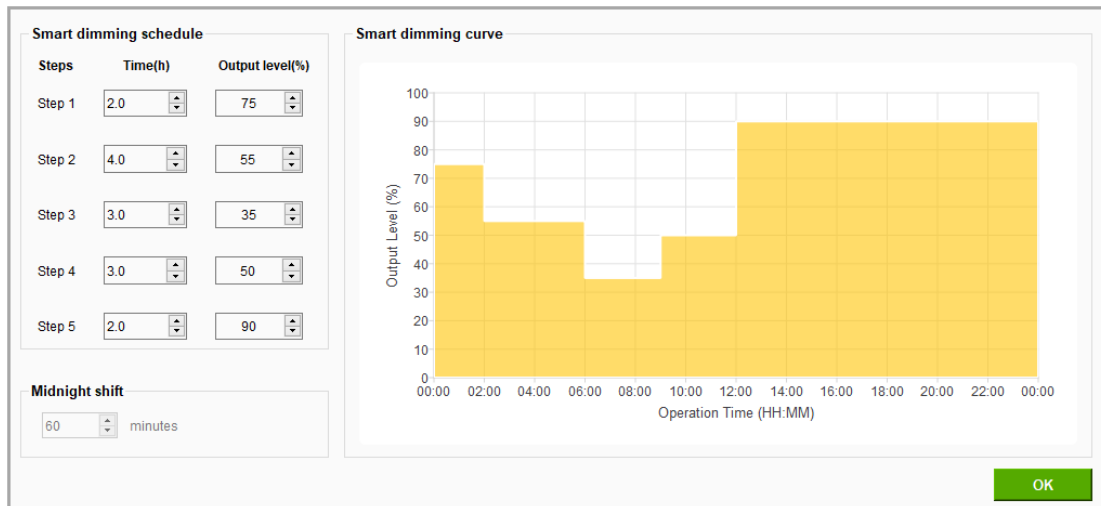 Smart dimming schedule
Steps Time(h) Output level(%)
Step 1 2.0 75
Step 2 4.0 55
Step 3 3.0 35
Step 4 3.0 50
Step 5 2.0 90
Midnight shift
60 minutes
Smart dimming curve
Output Level (%)
100
90
80
70
60
50
40
30
20
10
0
00:00 02:00 04:00 06:00 08:00 10:00 12:00 14:00 16:00 18:00 20:00 22:00 00:00
Operation Time (HH:MM)
OK